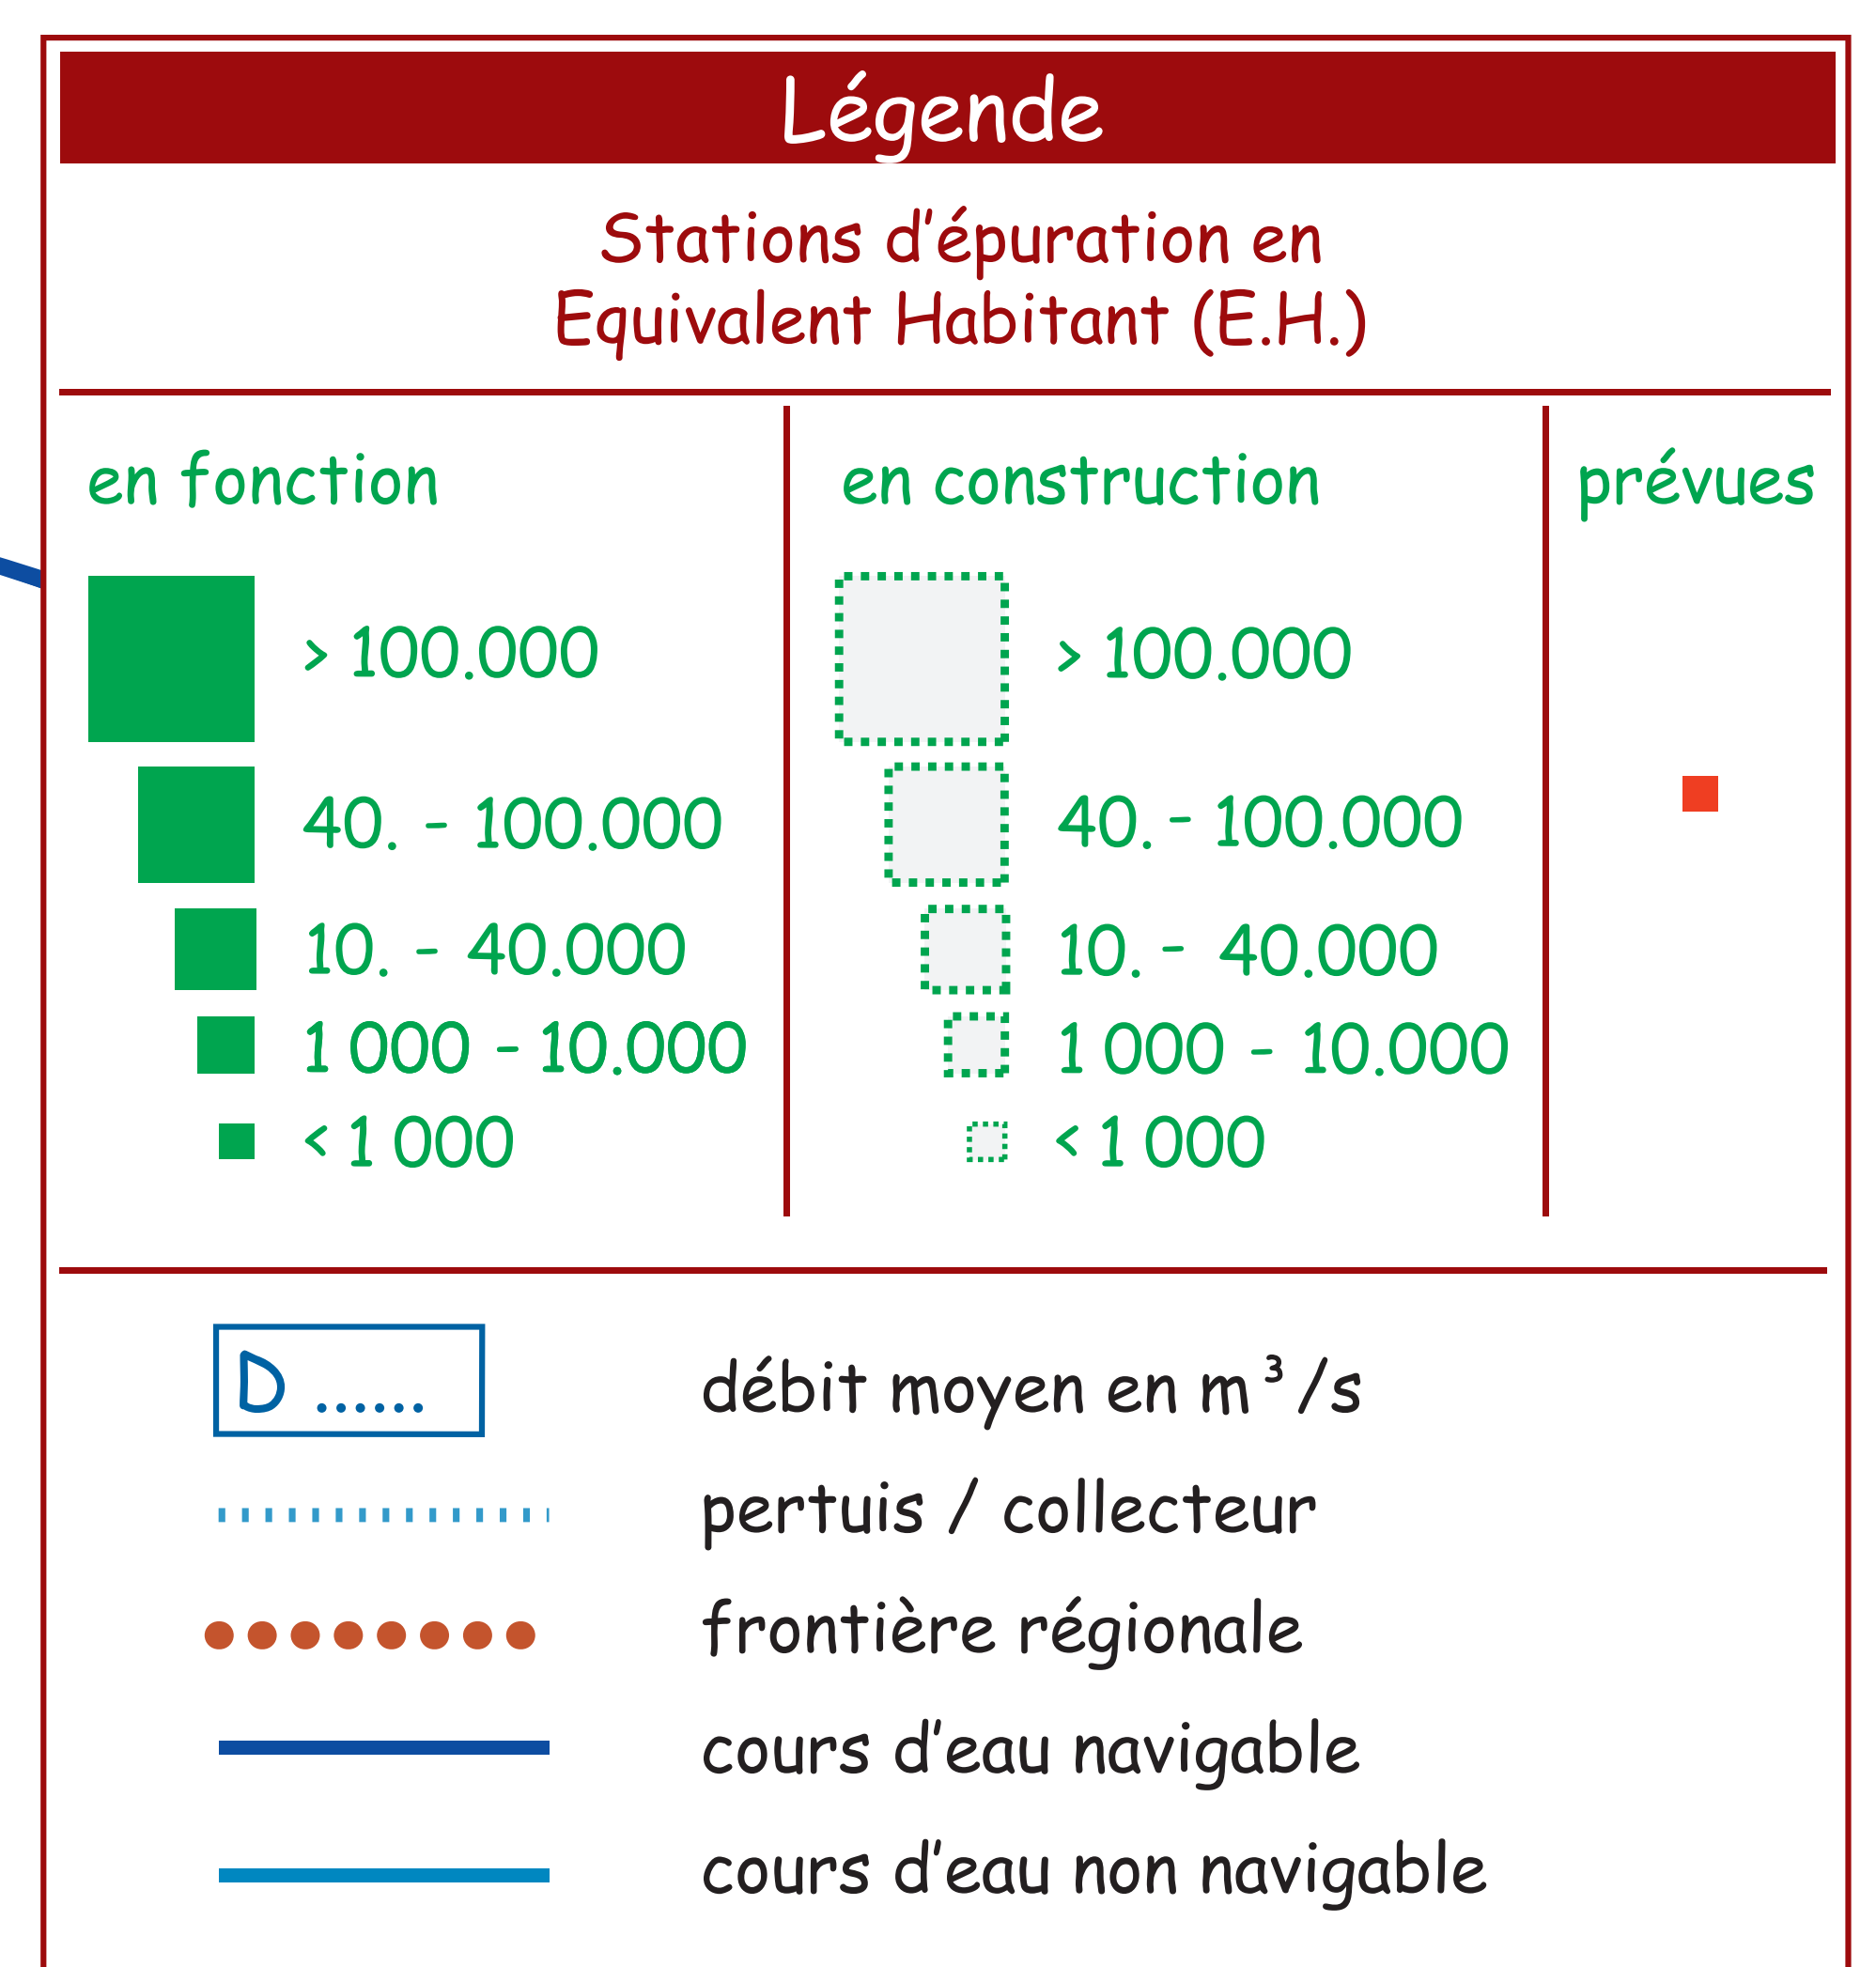 Légende
Stations d'épuration en
Equivalent Habitant (E.H.)
en fonction
> 100.000
40. - 100.000
10. - 40.000
1 000 - 10.000
< 1 000
en construction
> 100.000
40. - 100.000
10. - 40.000
1 000 - 10.000
< 1 000
prévues
D ...... débit moyen en m³/s
pertuis / collecteur
frontière régionale
cours d'eau navigable
cours d'eau non navigable